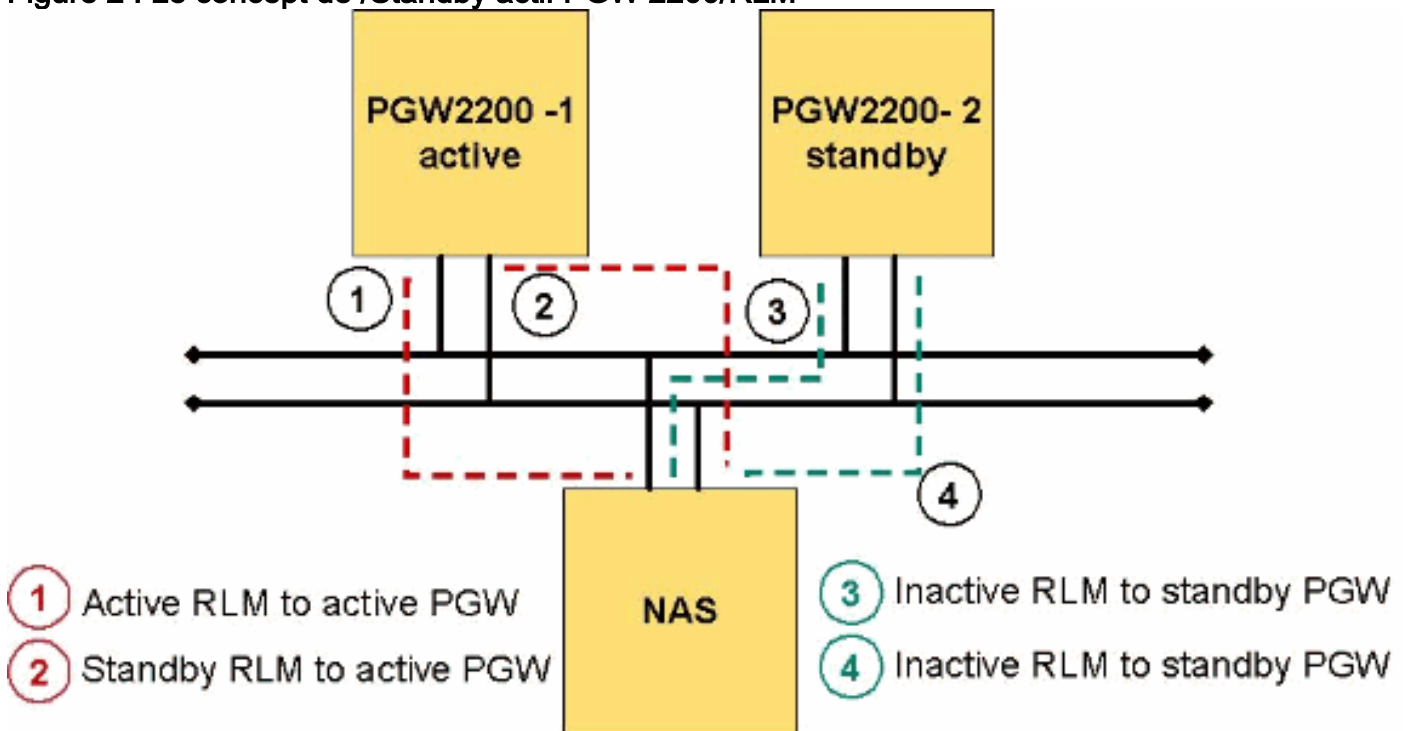 PGW2200 -1
active
PGW2200- 2
standby
1
2
3
4
NAS
1 Active RLM to active PGW
2 Standby RLM to active PGW
3 Inactive RLM to standby PGW
4 Inactive RLM to standby PGW